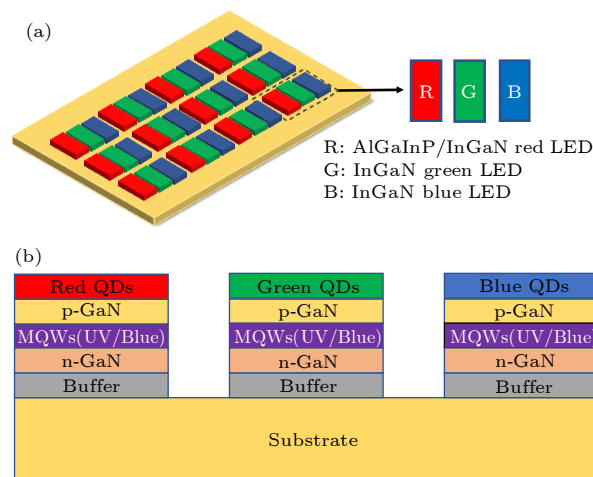 (a)
R G B
R: AlGaInP/InGaN red LED
G: InGaN green LED
B: InGaN blue LED
(b)
Red QDs Green QDs Blue QDs
p-GaN p-GaN p-GaN
MQWs(UV/Blue) MQWs(UV/Blue) MQWs(UV/Blue)
n-GaN n-GaN n-GaN
Buffer Buffer Buffer
Substrate